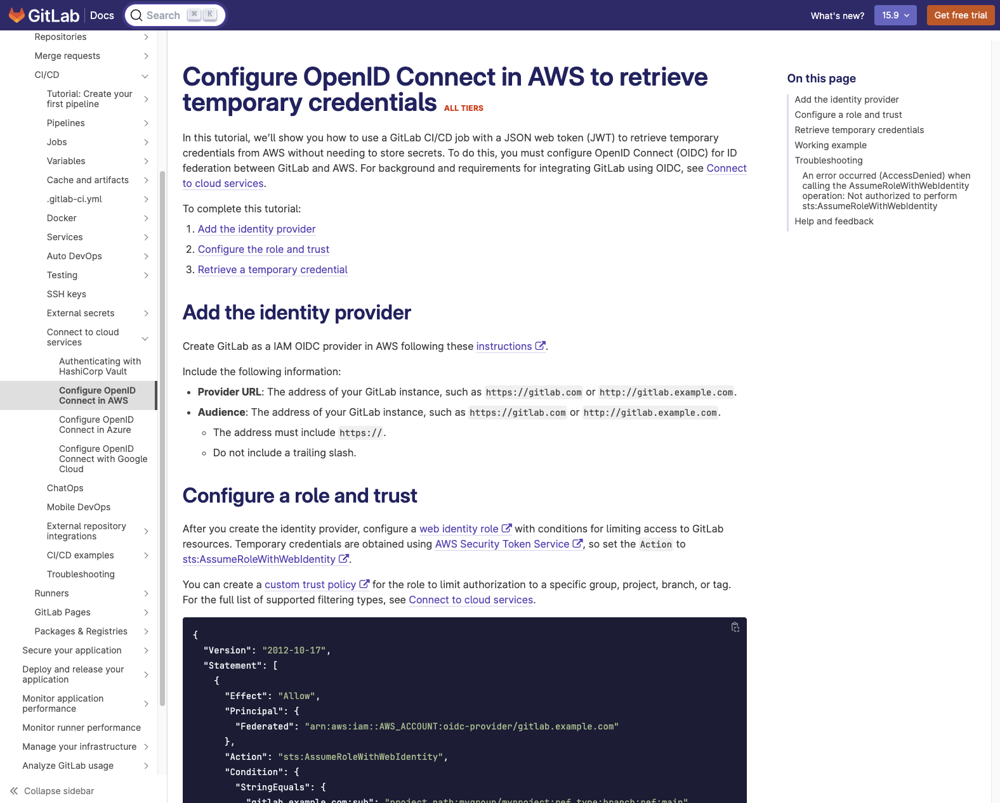 GitLab Docs Search ⌘ K What's new? 15.9 Get free trial
Repositories
Merge requests
CI/CD
Tutorial: Create your
first pipeline
Pipelines
Jobs
Variables
Cache and artifacts
.gitlab-ci.yml
Docker
Services
Auto DevOps
Testing
SSH keys
External secrets
Connect to cloud
services
Authenticating with
HashiCorp Vault
Configure OpenID
Connect in AWS
Configure OpenID
Connect in Azure
Configure OpenID
Connect with Google
Cloud
ChatOps
Mobile DevOps
External repository
integrations
CI/CD examples
Troubleshooting
Runners
GitLab Pages
Packages & Registries
Secure your application
Deploy and release your
application
Monitor application
performance
Monitor runner performance
Manage your infrastructure
Analyze GitLab usage
Collapse sidebar
Configure OpenID Connect in AWS to retrieve
temporary credentials ALL TIERS
In this tutorial, we’ll show you how to use a GitLab CI/CD job with a JSON web token (JWT) to retrieve temporary
credentials from AWS without needing to store secrets. To do this, you must configure OpenID Connect (OIDC) for ID
federation between GitLab and AWS. For background and requirements for integrating GitLab using OIDC, see Connect
to cloud services.
To complete this tutorial:
1. Add the identity provider
2. Configure the role and trust
3. Retrieve a temporary credential
Add the identity provider
Create GitLab as a IAM OIDC provider in AWS following these instructions.
Include the following information:
• Provider URL: The address of your GitLab instance, such as https://gitlab.com or http://gitlab.example.com.
• Audience: The address of your GitLab instance, such as https://gitlab.com or http://gitlab.example.com.
◦ The address must include https://.
◦ Do not include a trailing slash.
Configure a role and trust
After you create the identity provider, configure a web identity role with conditions for limiting access to GitLab
resources. Temporary credentials are obtained using AWS Security Token Service, so set the Action to
sts:AssumeRoleWithWebIdentity.
You can create a custom trust policy for the role to limit authorization to a specific group, project, branch, or tag.
For the full list of supported filtering types, see Connect to cloud services.
{
"Version": "2012-10-17",
"Statement": [
{
"Effect": "Allow",
"Principal": {
"Federated": "arn:aws:iam::AWS_ACCOUNT:oidc-provider/gitlab.example.com"
},
"Action": "sts:AssumeRoleWithWebIdentity",
"Condition": {
"StringEquals": {
"gitlab.example.com:sub": "project_path:mygroup/myproject:ref_type:branch:ref:main"
On this page
Add the identity provider
Configure a role and trust
Retrieve temporary credentials
Working example
Troubleshooting
An error occurred (AccessDenied) when
calling the AssumeRoleWithWebIdentity
operation: Not authorized to perform
sts:AssumeRoleWithWebIdentity
Help and feedback